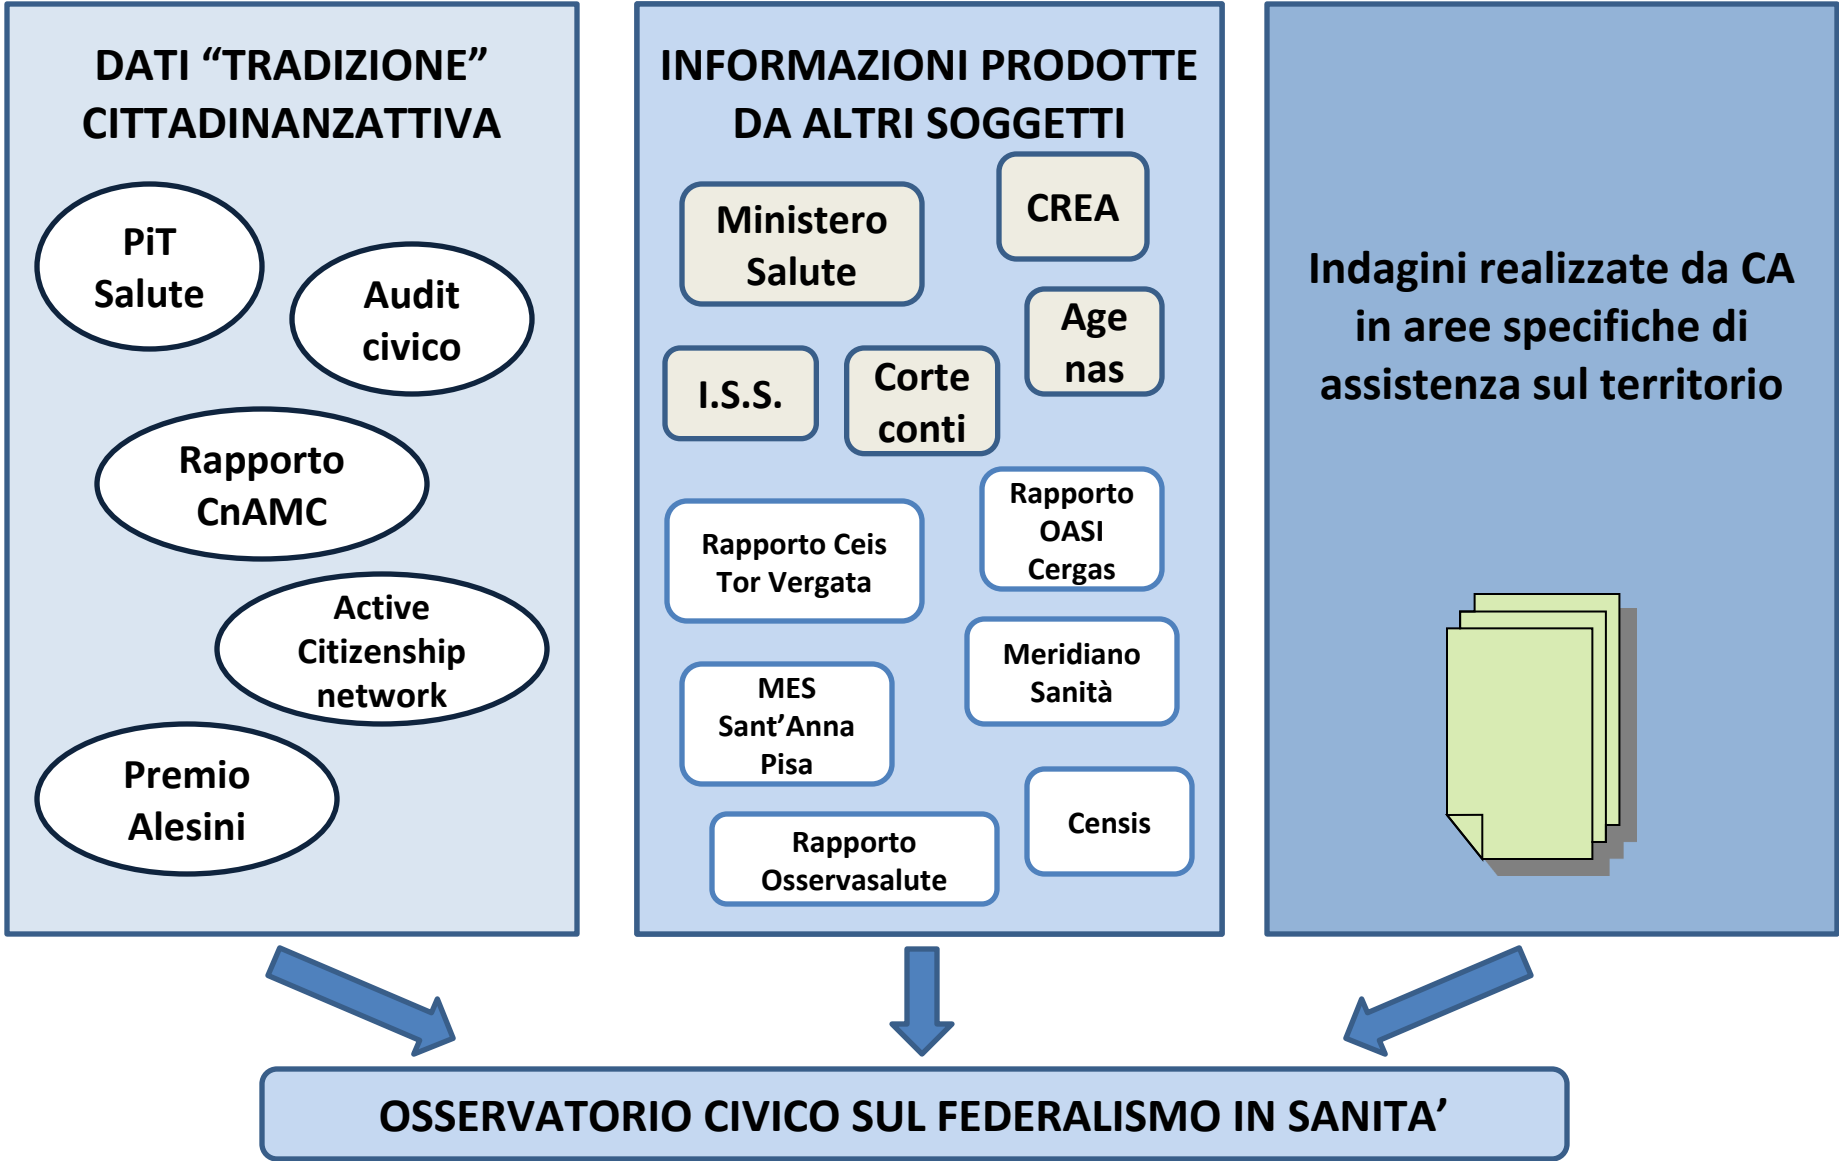 DATI “TRADIZIONE”
CITTADINANZATTIVA
PiT
Salute
Audit
civico
Rapporto
CnAMC
Active
Citizenship
network
Premio
Alesini
INFORMAZIONI PRODOTTE
DA ALTRI SOGGETTI
Ministero
Salute
CREA
Age
nas
I.S.S.
Corte
conti
Rapporto
OASI
Cergas
Rapporto Ceis
Tor Vergata
Meridiano
Sanità
MES
Sant’Anna
Pisa
Censis
Rapporto
Osservasalute
Indagini realizzate da CA
in aree specifiche di
assistenza sul territorio
OSSERVATORIO CIVICO SUL FEDERALISMO IN SANITA’